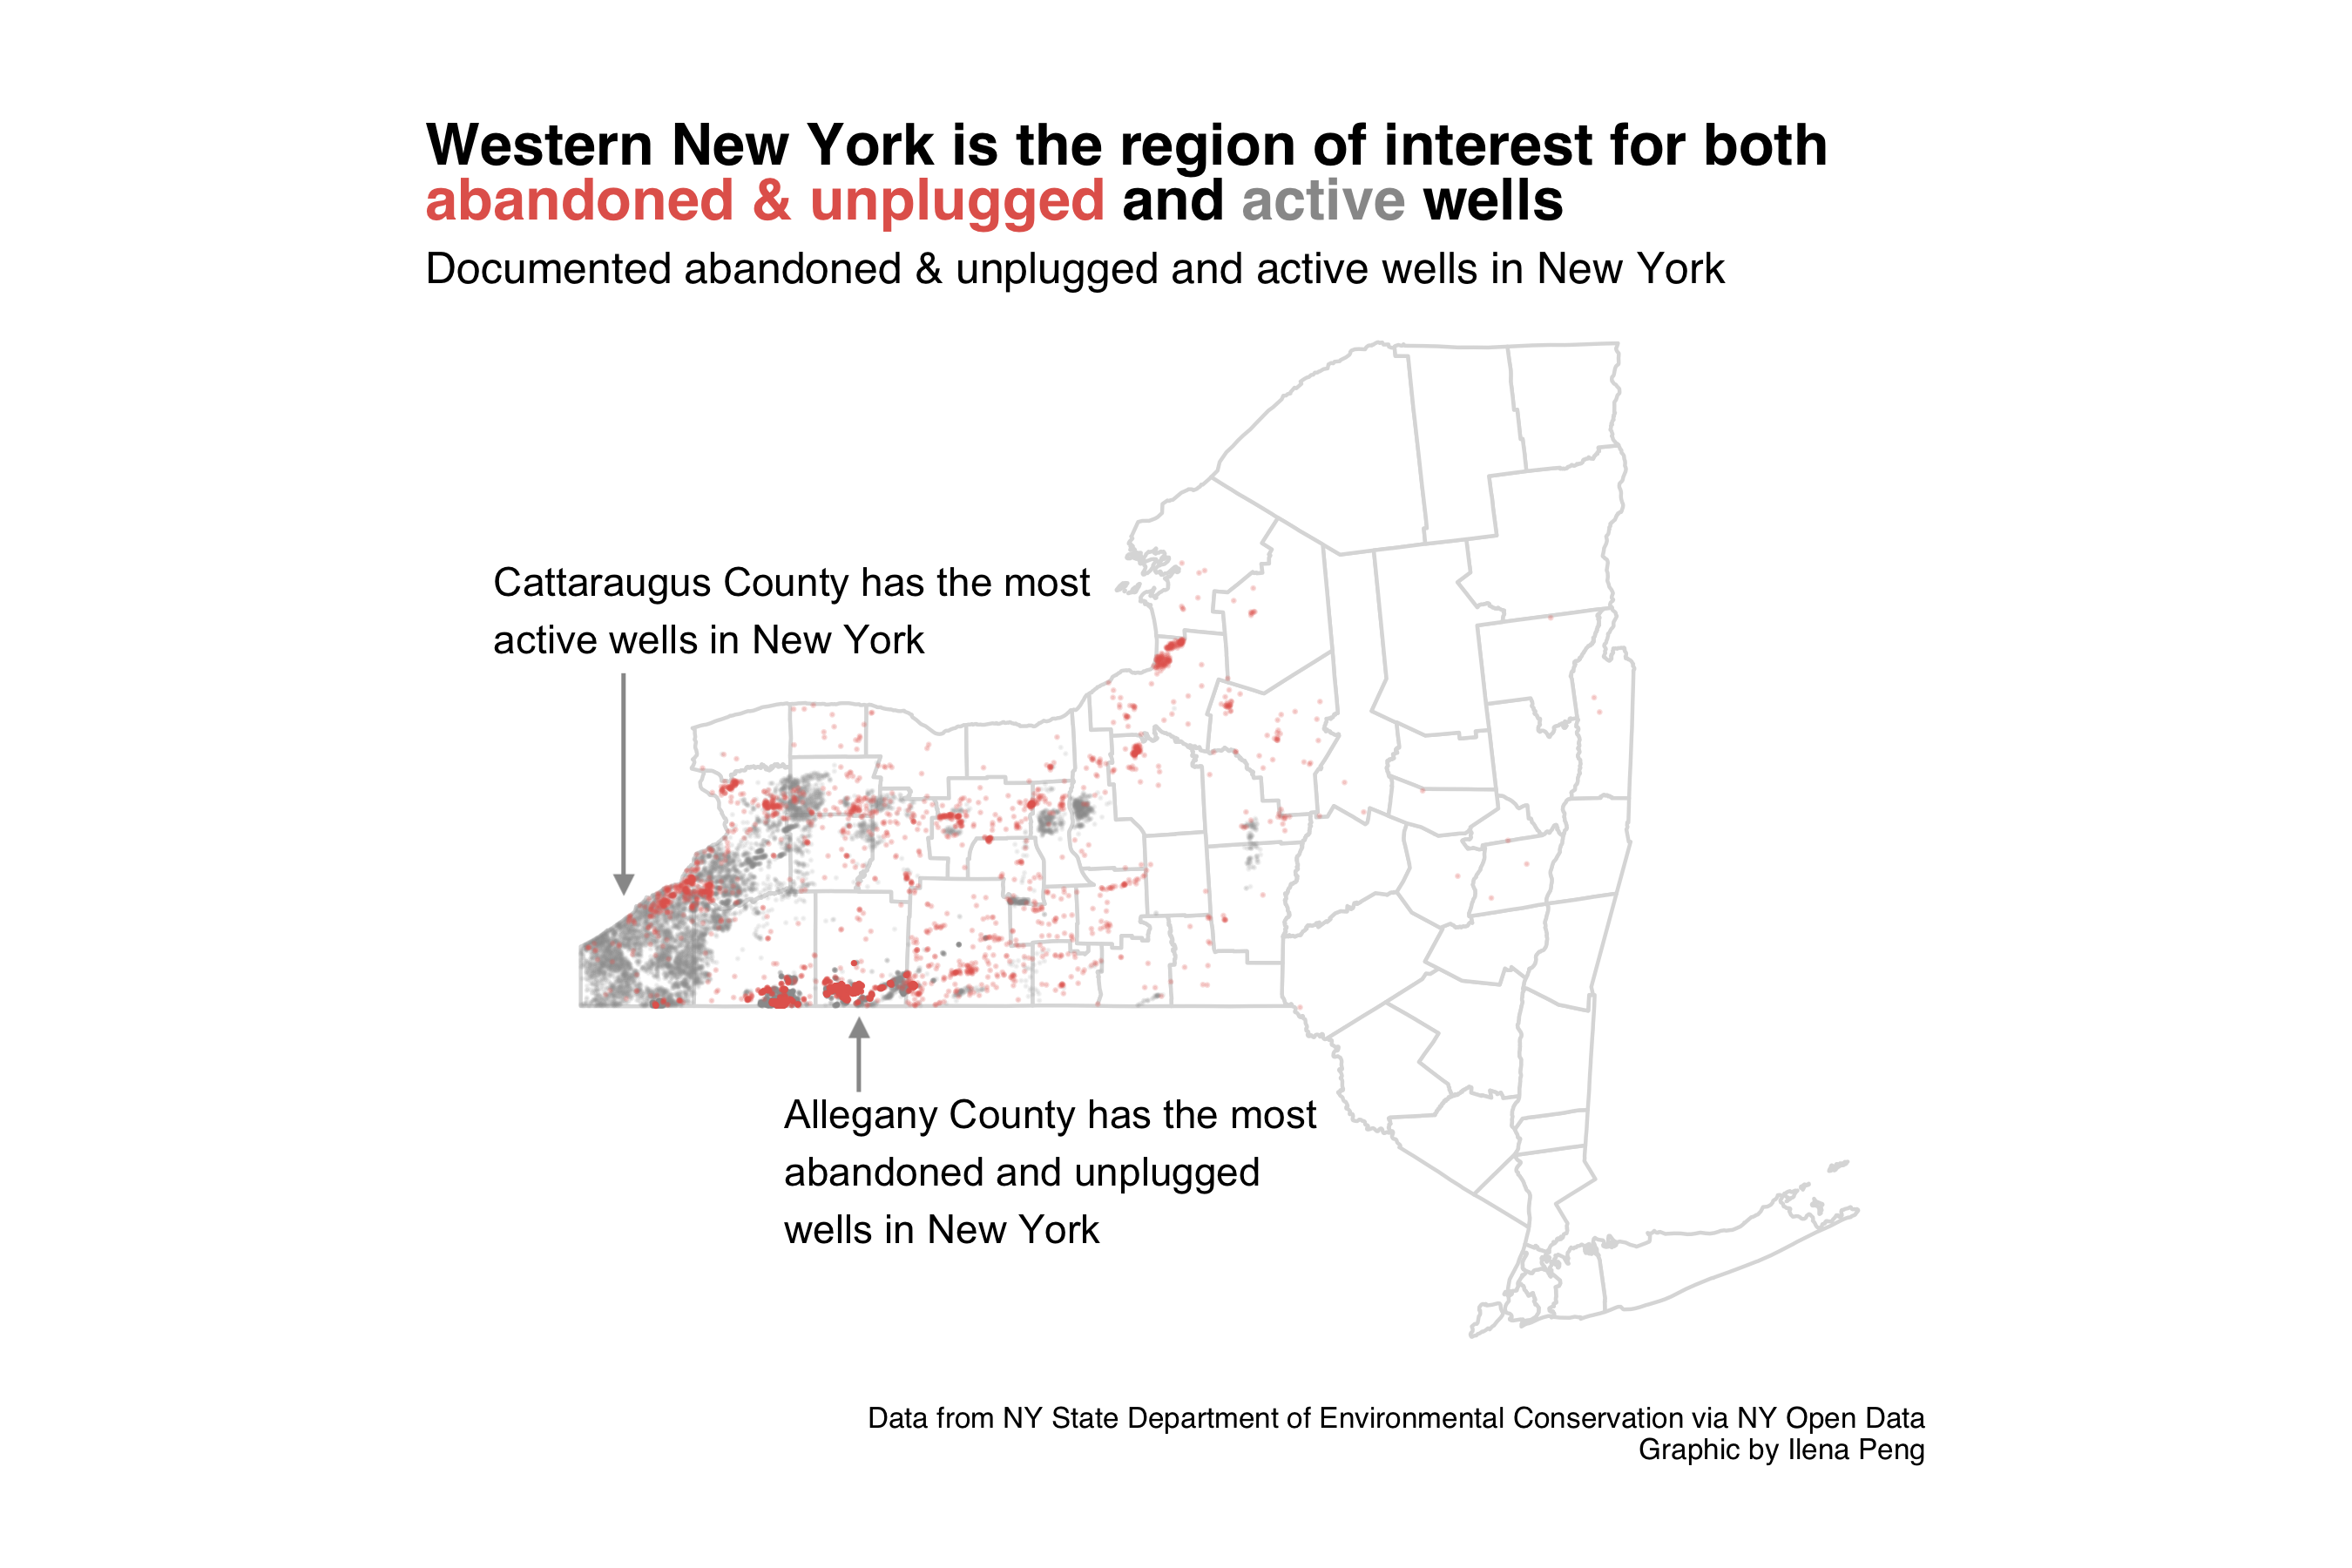 Western New York is the region of interest for both
abandoned & unplugged and active wells
Documented abandoned & unplugged and active wells in New York
Cattaraugus County has the most
active wells in New York
Allegany County has the most
abandoned and unplugged
wells in New York
Data from NY State Department of Environmental Conservation via NY Open Data
Graphic by Ilena Peng